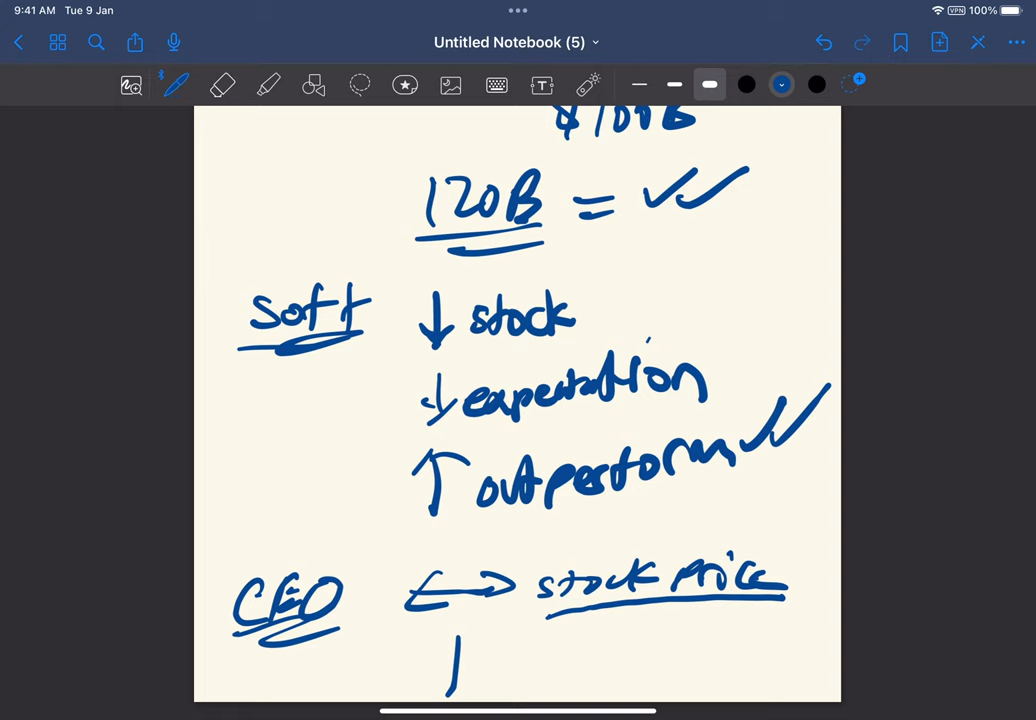 9:41 AM Tue 9 Jan
VPN 100%
Untitled Notebook (5)
T
$100B
120B =
Soft ↓ stock
↓ expectation
↑ outperform
CEO ↔ stock price